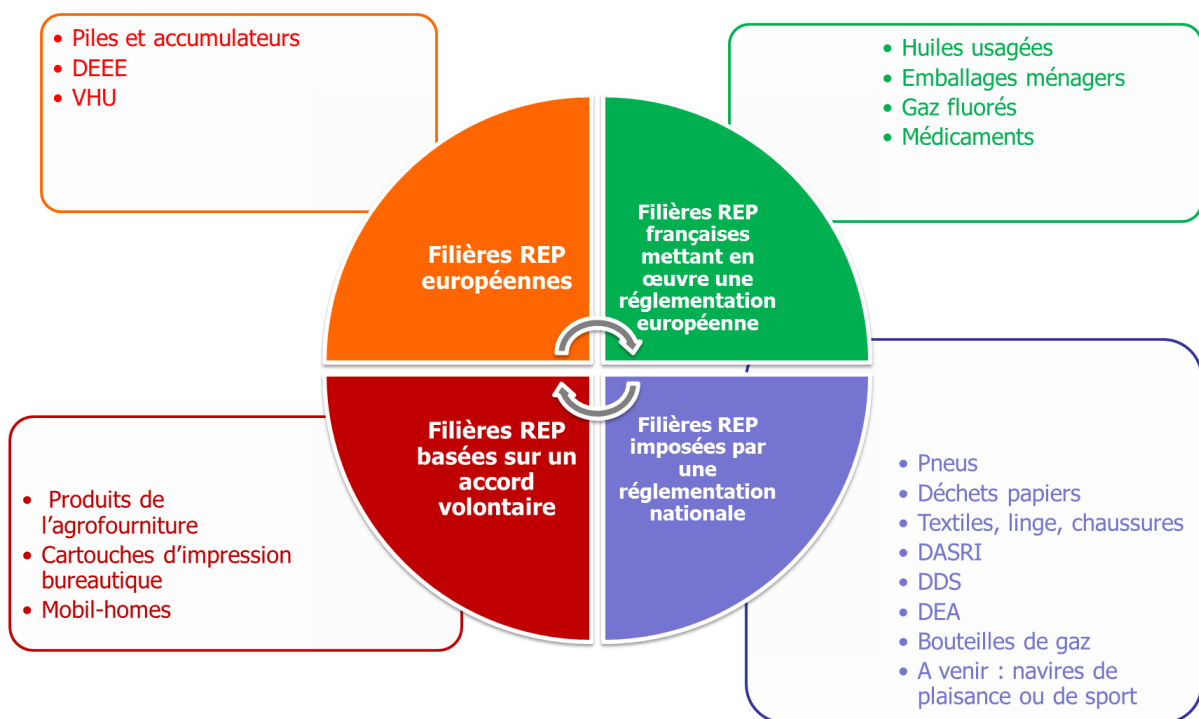 • Piles et accumulateurs
• DEEE
• VHU
• Huiles usagées
• Emballages ménagers
• Gaz fluorés
• Médicaments
Filières REP
européennes
Filières REP
françaises
mettant en
œuvre une
réglementation
européenne
Filières REP
basées sur un
accord
volontaire
Filières REP
imposées par
une
réglementation
nationale
• Produits de
l’agrofourniture
• Cartouches d’impression
bureautique
• Mobil-homes
• Pneus
• Déchets papiers
• Textiles, linge, chaussures
• DASRI
• DDS
• DEA
• Bouteilles de gaz
• A venir : navires de
plaisance ou de sport